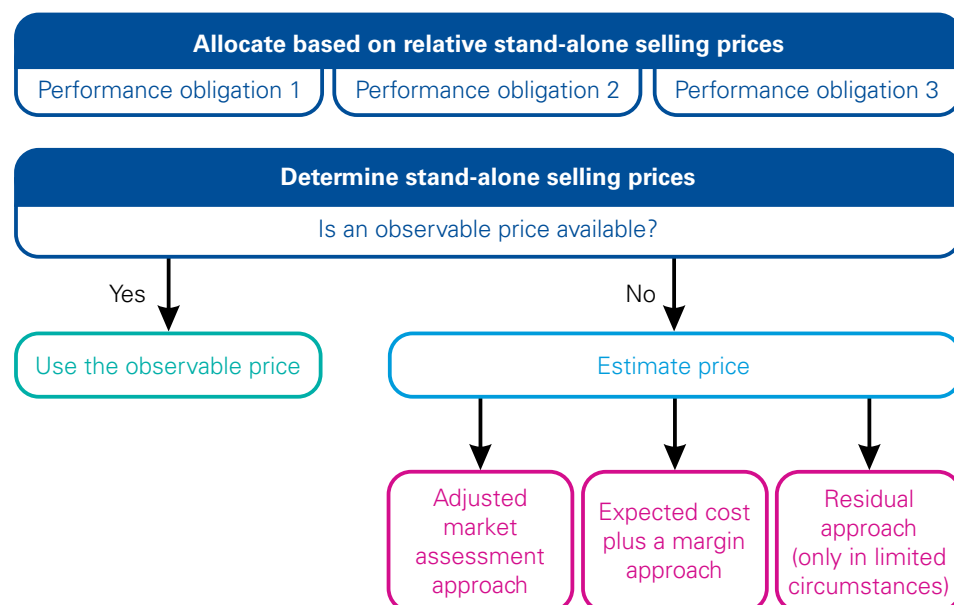 Allocate based on relative stand-alone selling prices
Performance obligation 1
Performance obligation 2
Performance obligation 3
Determine stand-alone selling prices
Is an observable price available?
Yes
No
Use the observable price
Estimate price
Adjusted
market
assessment
approach
Expected cost
plus a margin
approach
Residual
approach
(only in limited
circumstances)